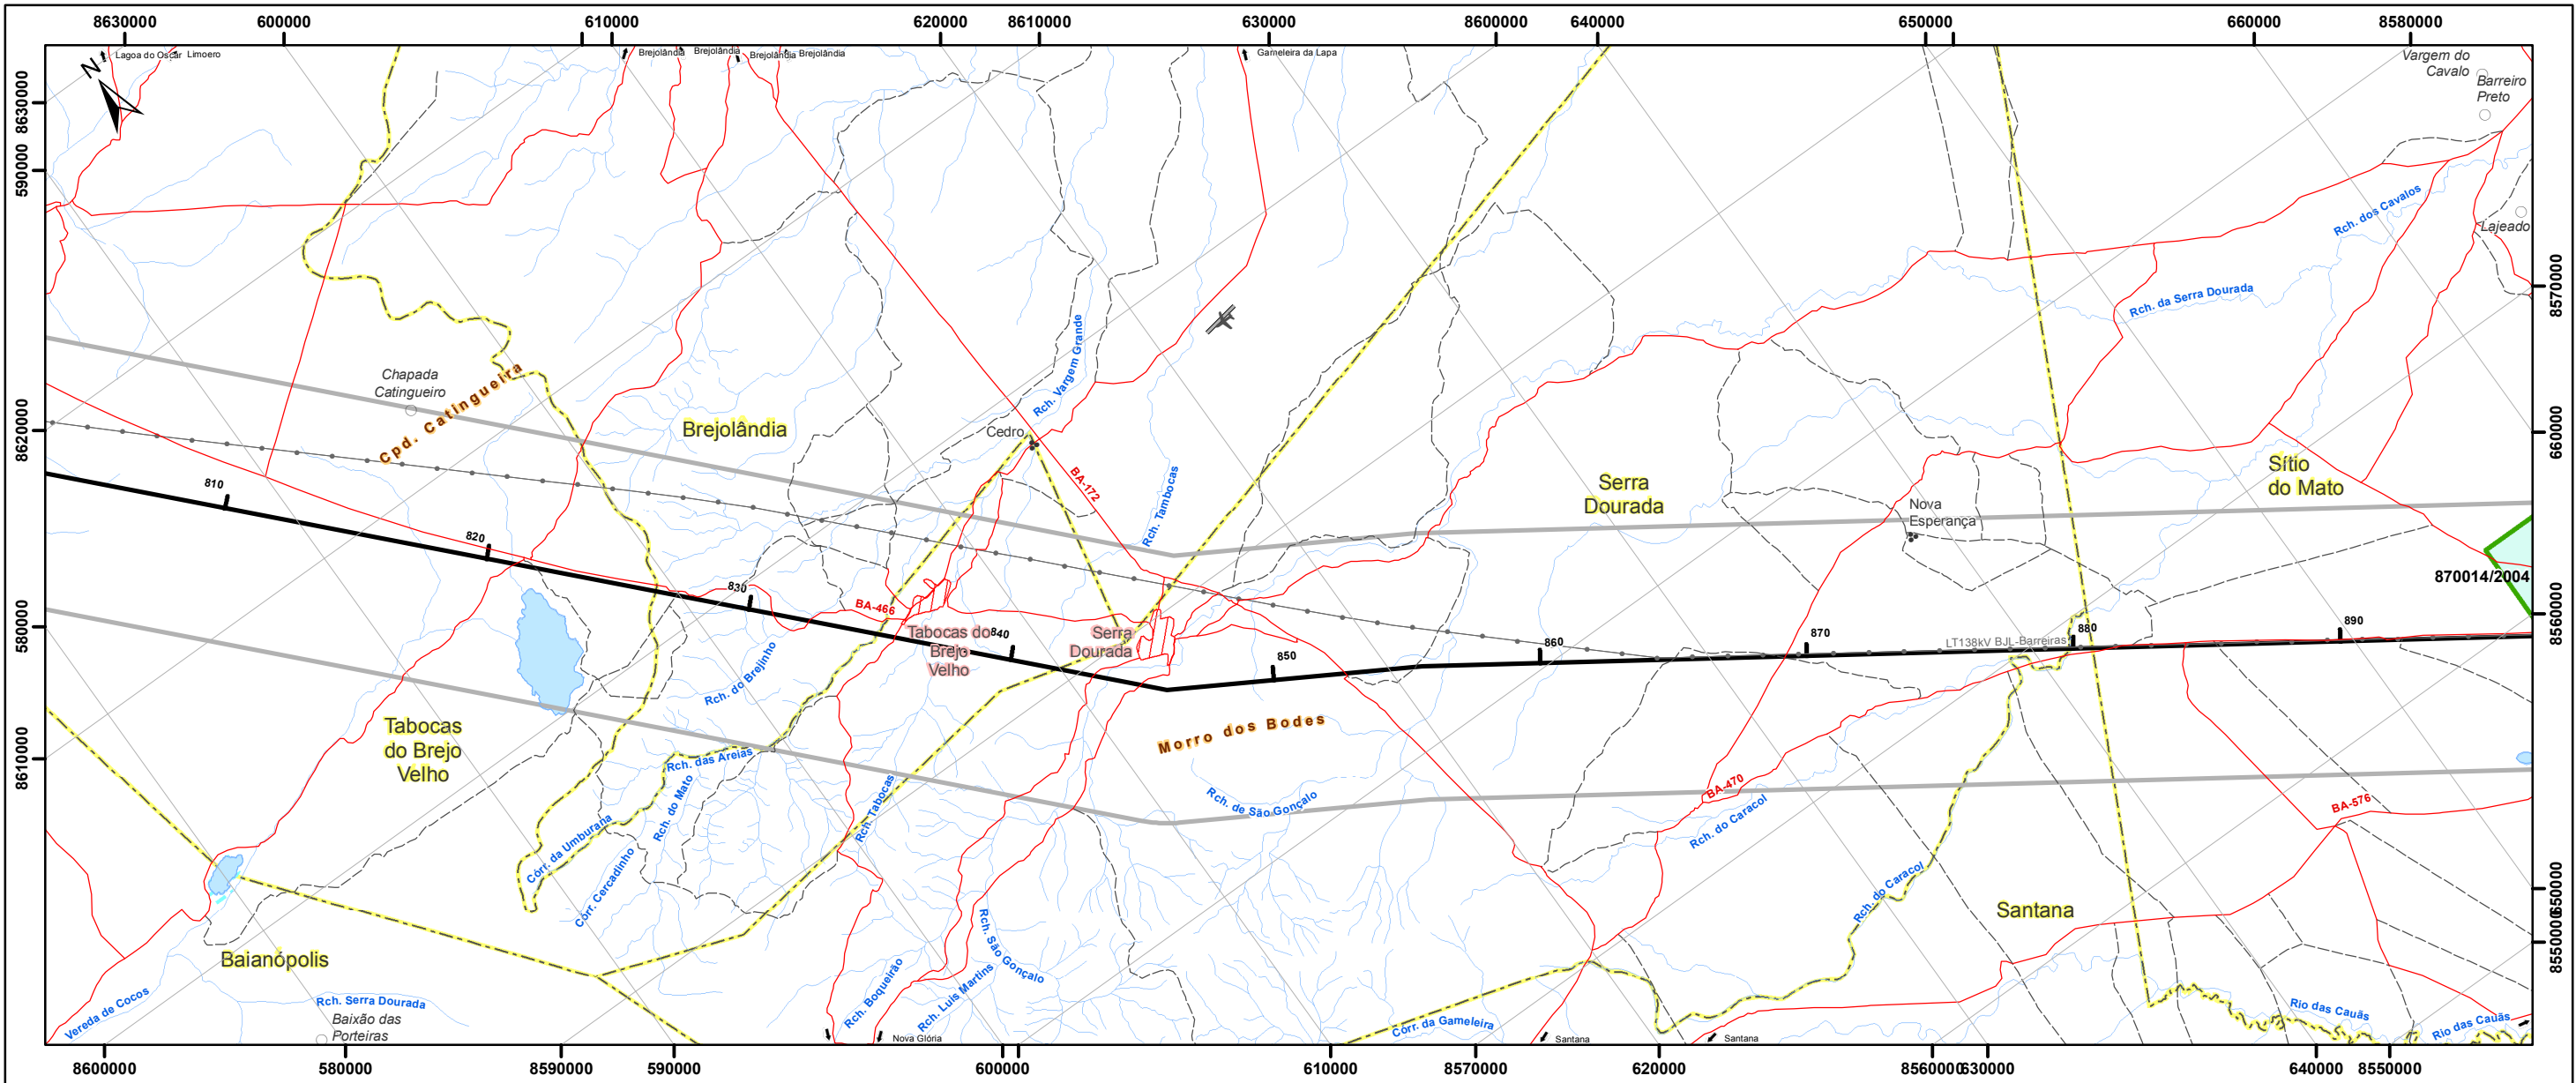 8630000 600000 610000 620000 8610000 630000 8600000 640000 650000 660000 8580000
Lagoa do Oscar Limoero Brejolândia Brejolândia Brejolândia Brejolândia Gameleira da Lapa
Vargem do
Cavalo
Barreiro
Preto
N
8630000
590000
8620000
580000
8610000
8570000
8560000
8560000
650000
8550000
Rch. dos Cavalos
Lajeado
Rch. da Serra Dourada
Chapada
Catingueiro
Cpd. Catingueira
Brejolândia
Rch. Vargem Grande
Cedro
BA-172
Rch. Tambocas
Serra
Dourada
Sítio
do Mato
Nova
Esperança
870014/2004
810
820
830
840
850
860
870
880
890
LT138kV BJL-Barreiras
BA-466
Tabocas do
Brejo
Velho
Serra
Dourada
Rch. do Brejinho
Morro dos Bodes
Tabocas
do Brejo
Velho
Rch. das Areias
Rch. do Mato
Rch. Tabocas
Rch. de São Gonçalo
BA-470
Rch. do Caracol
BA-576
Córr. da Umburana
Córr. Cercadinho
Rch. do Caracol
Santana
Baianópolis
Rch. São Gonçalo
Rch. Boqueirão
Rch. Luis Martins
Vereda de Cocos
Rch. Serra Dourada
Baixão das
Porteiras
Nova Glória
Córr. da Gameleira
Santana
Santana
Rio das Cauãs
Rio das Cauãs
8600000 580000 8590000 590000 600000 610000 8570000 620000 8560000 630000 640000 8550000